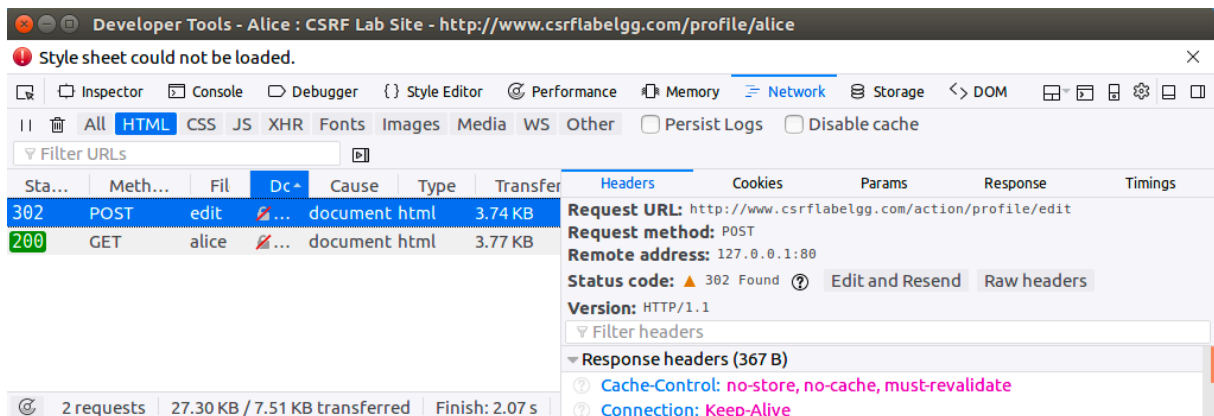 Developer Tools - Alice : CSRF Lab Site - http://www.csrflabelgg.com/profile/alice
Style sheet could not be loaded.
Inspector Console Debugger {} Style Editor Performance Memory Network Storage DOM
All HTML CSS JS XHR Fonts Images Media WS Other Persist Logs Disable cache
Filter URLs
Sta... Meth... Fil Dc Cause Type Transfer Headers Cookies Params Response Timings
302 POST edit ... document html 3.74 KB
200 GET alice ... document html 3.77 KB
Request URL: http://www.csrflabelgg.com/action/profile/edit
Request method: POST
Remote address: 127.0.0.1:80
Status code: 302 Found Edit and Resend Raw headers
Version: HTTP/1.1
Filter headers
Response headers (367 B)
Cache-Control: no-store, no-cache, must-revalidate
Connection: Keep-Alive
2 requests 27.30 KB / 7.51 KB transferred Finish: 2.07 s